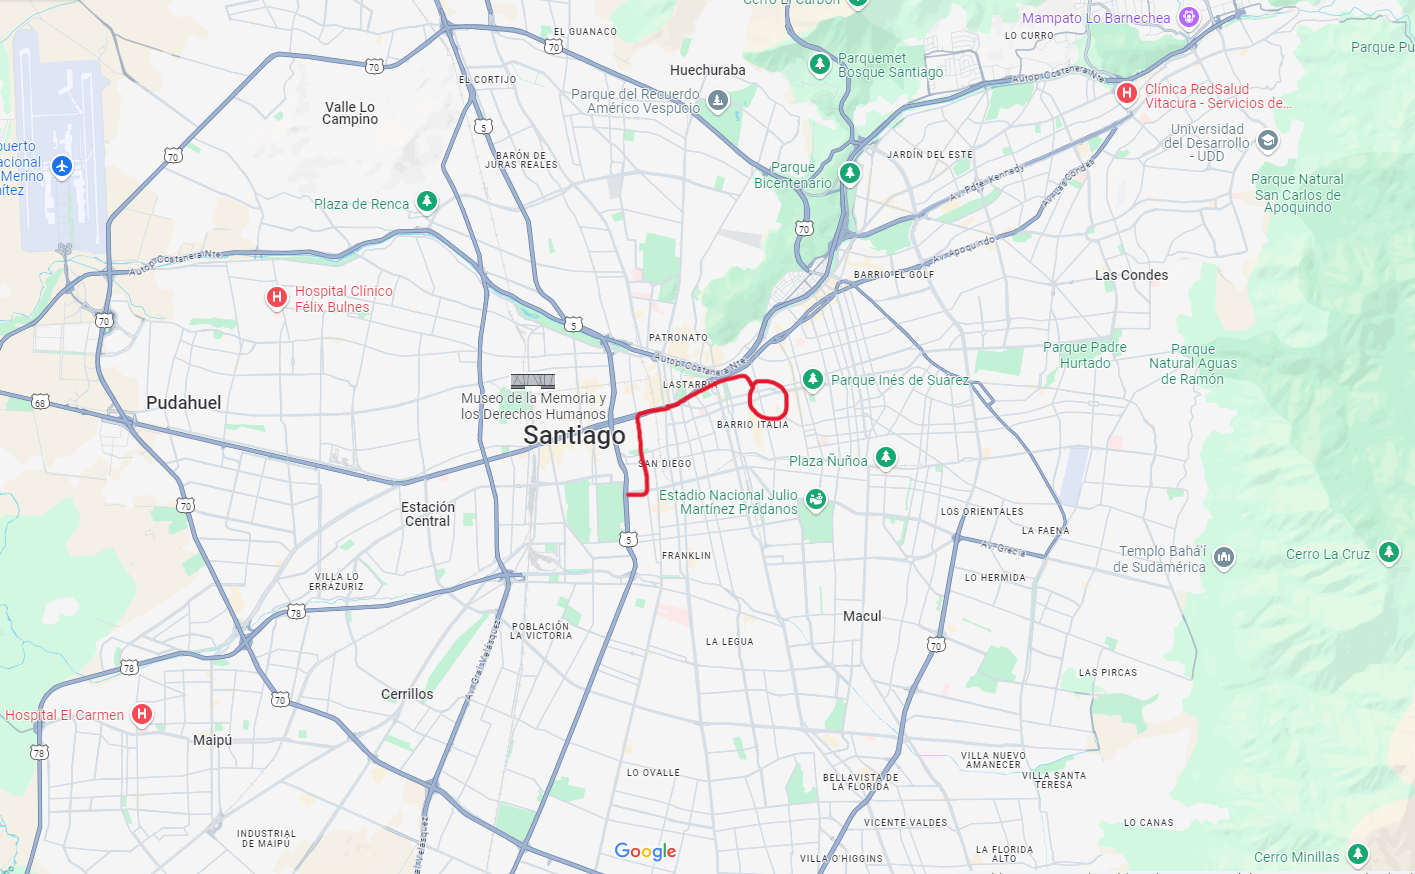 Cerro El Carbón
Mampato Lo Barnechea
EL GUANACO
LO CURRO
70
Parque Pu
Parquemet
Bosque Santiago
70
Huechuraba
EL CORTIJO
Autop. Costanera Nte.
Clínica RedSalud
Vitacura - Servicios de...
Parque del Recuerdo
Américo Vespucio
Valle Lo
Campino
5
Universidad
del Desarrollo
- UDD
puerto
acional
Merino
nítez
70
BARÓN DE
JURAS REALES
JARDÍN DEL ESTE
Parque
Bicentenario
Av. Pdte. Kennedy
Av. Las Condes
Parque Natural
San Carlos de
Apoquindo
Plaza de Renca
70
Av. Apoquindo
Autop. Costanera Nte.
BARRIO EL GOLF
Las Condes
Hospital Clínico
Félix Bulnes
70
5
PATRONATO
Autop. Costanera Nte.
Parque Padre
Hurtado
Parque
Natural Aguas
de Ramón
LASTARRIA
Parque Inés de Suárez
68
Pudahuel
Museo de la Memoria y
los Derechos Humanos
BARRIO ITALIA
Santiago
SAN DIEGO
Plaza Ñuñoa
70
Estación
Central
Estadio Nacional Julio
Martínez Prádanos
LOS ORIENTALES
LA FAENA
5
FRANKLIN
Av. Grecia
Templo Bahá'í
de Sudamérica
Cerro La Cruz
VILLA LO
ERRAZURIZ
LO HERMIDA
78
Macul
POBLACIÓN
LA VICTORIA
LA LEGUA
70
Av. Gral. Velásquez
78
LAS PIRCAS
Cerrillos
70
Hospital El Carmen
Maipú
78
VILLA NUEVO
AMANECER
LO OVALLE
BELLAVISTA DE
LA FLORIDA
VILLA SANTA
TERESA
INDUSTRIAL
DE MAIPÚ
Velásquez
VICENTE VALDÉS
LO CANAS
Google
VILLA O'HIGGINS
LA FLORIDA
ALTO
Cerro Minillas